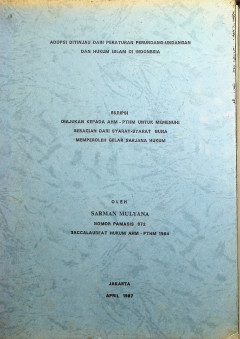 ADOPSI DITINJAU DARI PERATURAN PERUNDANG-UNDANGAN
DAN HUKUM ISLAM DI INDONESIA
SKRIPSI
DIAJUKAN KEPADA AHM - PTHM UNTUK MEMENUHI
SEBAGIAN DARI SYARAT-SYARAT GUNA
MEMPEROLEH GELAR SARJANA HUKUM
OLEH
SARMAN MULYANA
NOMOR PAMASIS 972
BACCALAUREAT HUKUM AHM - PTHM 1984
JAKARTA
APRIL 1987